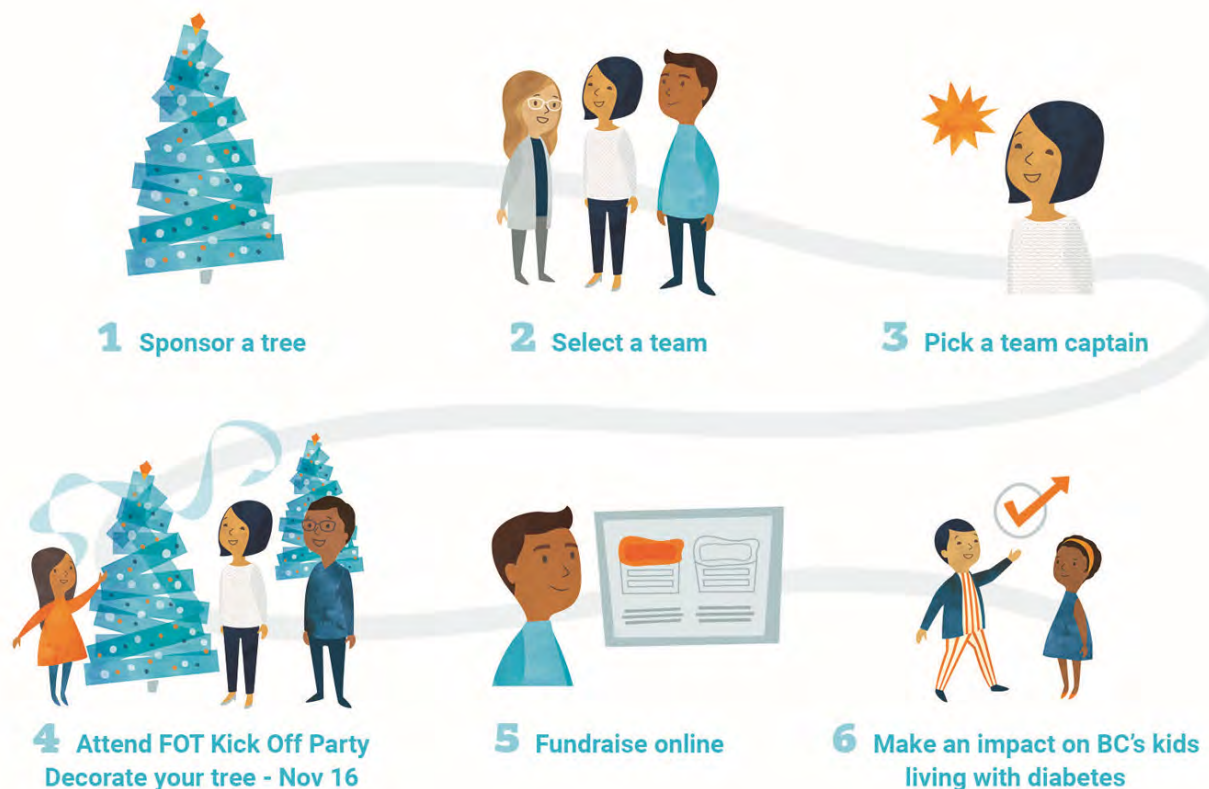 1 Sponsor a tree
2 Select a team
3 Pick a team captain
4 Attend FOT Kick Off Party
Decorate your tree - Nov 16
5 Fundraise online
6 Make an impact on BC's kids
living with diabetes